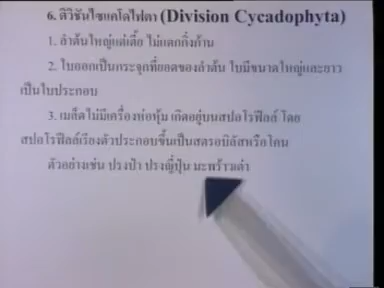 6. ดิวิชันไซแคโดไฟตา (Division Cycadophyta)
1. ลำต้นใหญ่แต่เตี้ย ไม่แตกกิ่งก้าน
2. ใบออกเป็นกระจุกที่ยอดของลำต้น ใบมีขนาดใหญ่และยาว
เป็นใบประกอบ
3. เมล็ดไม่มีเครื่องห่อหุ้ม เกิดอยู่บนสปอโรฟิลล์ โดย
สปอโรฟิลล์เรียงตัวประกอบขึ้นเป็นสตรอบิลัสหรือโคน
ตัวอย่างเช่น ปรงป่า ปรงญี่ปุ่น มะพร้าวเต่า